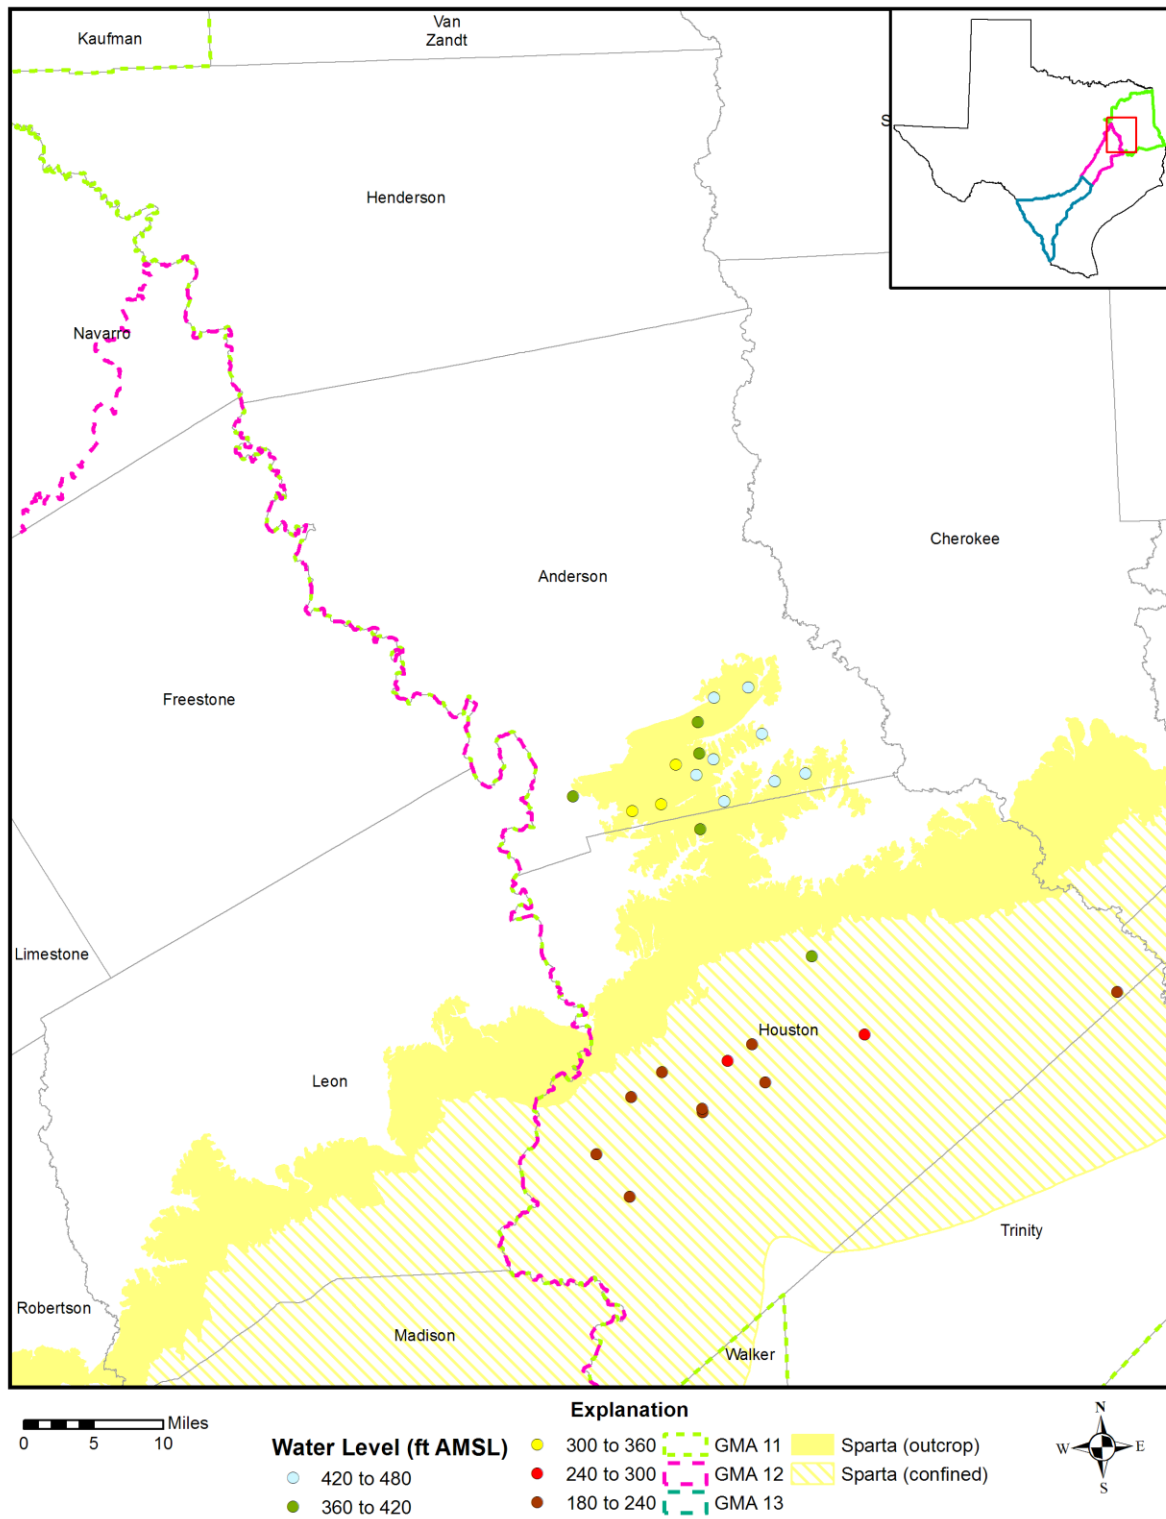 Kaufman
Van
Zandt
S
Henderson
Navarro
Cherokee
Anderson
Freestone
Limestone
Houston
Leon
Trinity
Robertson
Madison
Walker
Explanation
Miles
0 5 10
Water Level (ft AMSL)
420 to 480
360 to 420
300 to 360
240 to 300
180 to 240
GMA 11
GMA 12
GMA 13
Sparta (outcrop)
Sparta (confined)
N
W E
S